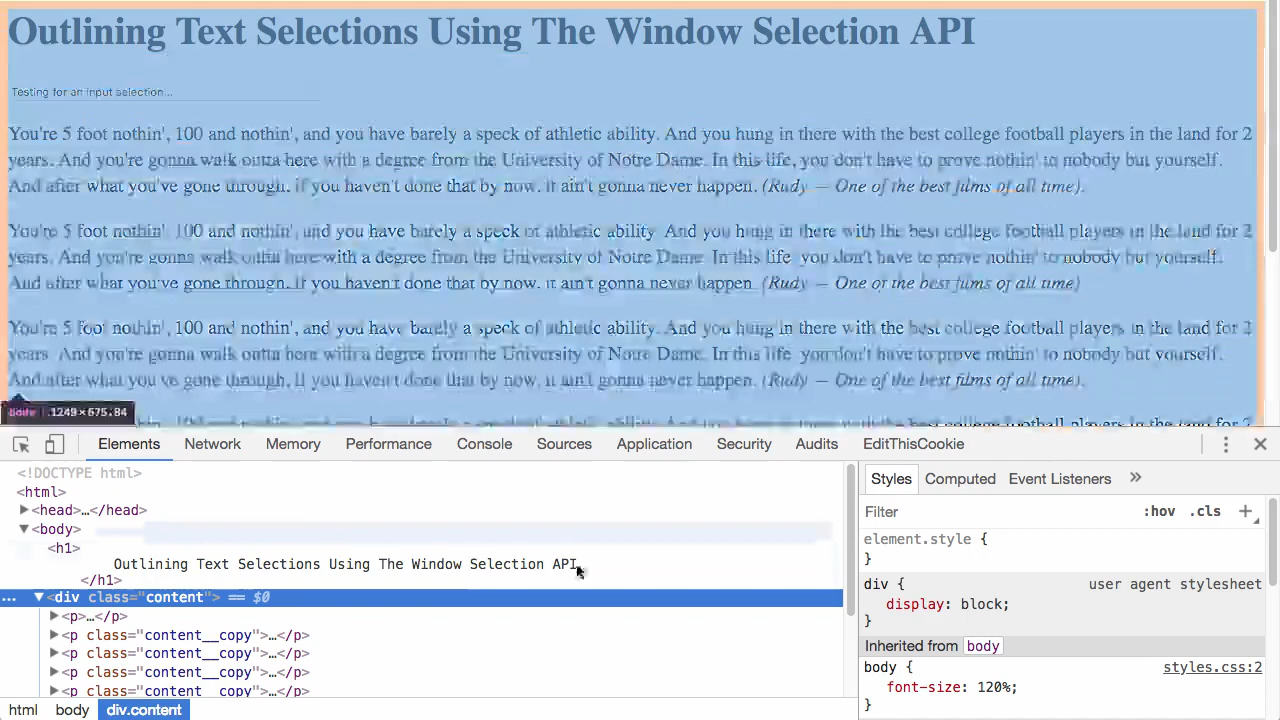 Outlining Text Selections Using The Window Selection API
Testing for an input selection...
You're 5 foot nothin', 100 and nothin', and you have barely a speck of athletic ability. And you hung in there with the best college football players in the land for 2
years. And you're gonna walk outta here with a degree from the University of Notre Dame. In this life, you don't have to prove nothin' to nobody but yourself.
And after what you've gone through, if you haven't done that by now, it ain't gonna never happen. (Rudy — One of the best films of all time).
You're 5 foot nothin', 100 and nothin', and you have barely a speck of athletic ability. And you hung in there with the best college football players in the land for 2
years. And you're gonna walk outta here with a degree from the University of Notre Dame. In this life you don't have to prove nothin' to nobody but yourself.
And after what you've gone through. If you haven't done that by now, it ain't gonna never happen (Rudy — One of the best films of all time)
You're 5 foot nothin', 100 and nothin', and you have barely a speck of athletic ability. And you hung in there with the best college football players in the land for 2
years. And you're gonna walk outta here with a degree from the University of Notre Dame. In this life you don't have to prove nothin' to nobody but yourself.
And after what you've gone through, if you haven't done that by now, it ain't gonna never happen. (Rudy — One of the best films of all time).
body 1249×675.84
the best college football players in the land for 2
Elements Network Memory Performance Console Sources Application Security Audits EditThisCookie
<!DOCTYPE html>
<html>
▶<head>…</head>
▼<body>
<h1>
Outlining Text Selections Using The Window Selection API
</h1>
… ▼<div class="content"> == $0
▶<p>…</p>
▶<p class="content__copy">…</p>
▶<p class="content__copy">…</p>
▶<p class="content__copy">…</p>
▶<p class="content__copy">…</p>
html body div.content
Styles Computed Event Listeners »
Filter :hov .cls +
element.style {
}
div { user agent stylesheet
display: block;
}
Inherited from body
body { styles.css:2
font-size: 120%;
}